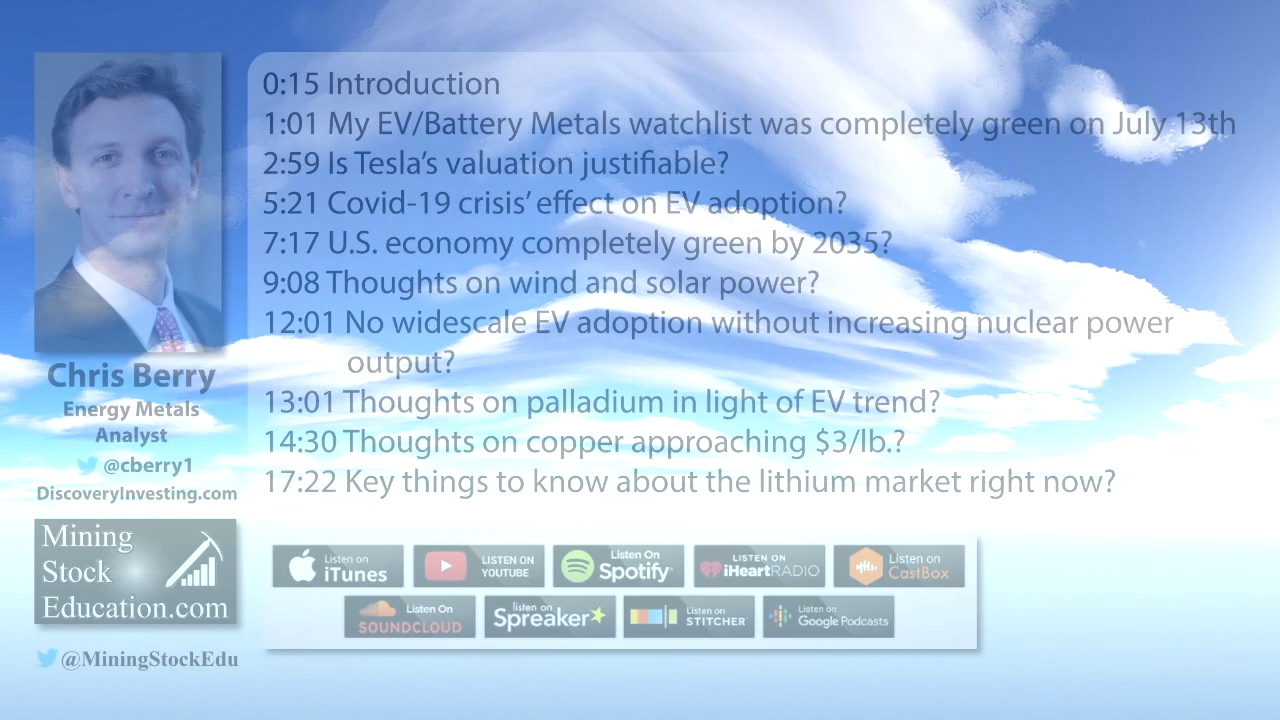 0:15 Introduction
1:01 My EV/Battery Metals watchlist was completely green on July 13th
2:59 Is Tesla's valuation justifiable?
5:21 Covid-19 crisis' effect on EV adoption?
7:17 U.S. economy completely green by 2035?
9:08 Thoughts on wind and solar power?
12:01 No widescale EV adoption without increasing nuclear power
output?
13:01 Thoughts on palladium in light of EV trend?
14:30 Thoughts on copper approaching $3/lb.?
17:22 Key things to know about the lithium market right now?
Chris Berry
Energy Metals
Analyst
@cberry1
DiscoveryInvesting.com
Mining
Stock
Education.com
@MiningStockEdu
Listen on
iTunes
LISTEN ON
YOUTUBE
Listen On
Spotify
LISTEN ON
iHeartRADIO
Listen on
CastBox
Listen On
SOUNDCLOUD
listen on
Spreaker
LISTEN ON
STITCHER
Listen on
Google Podcasts